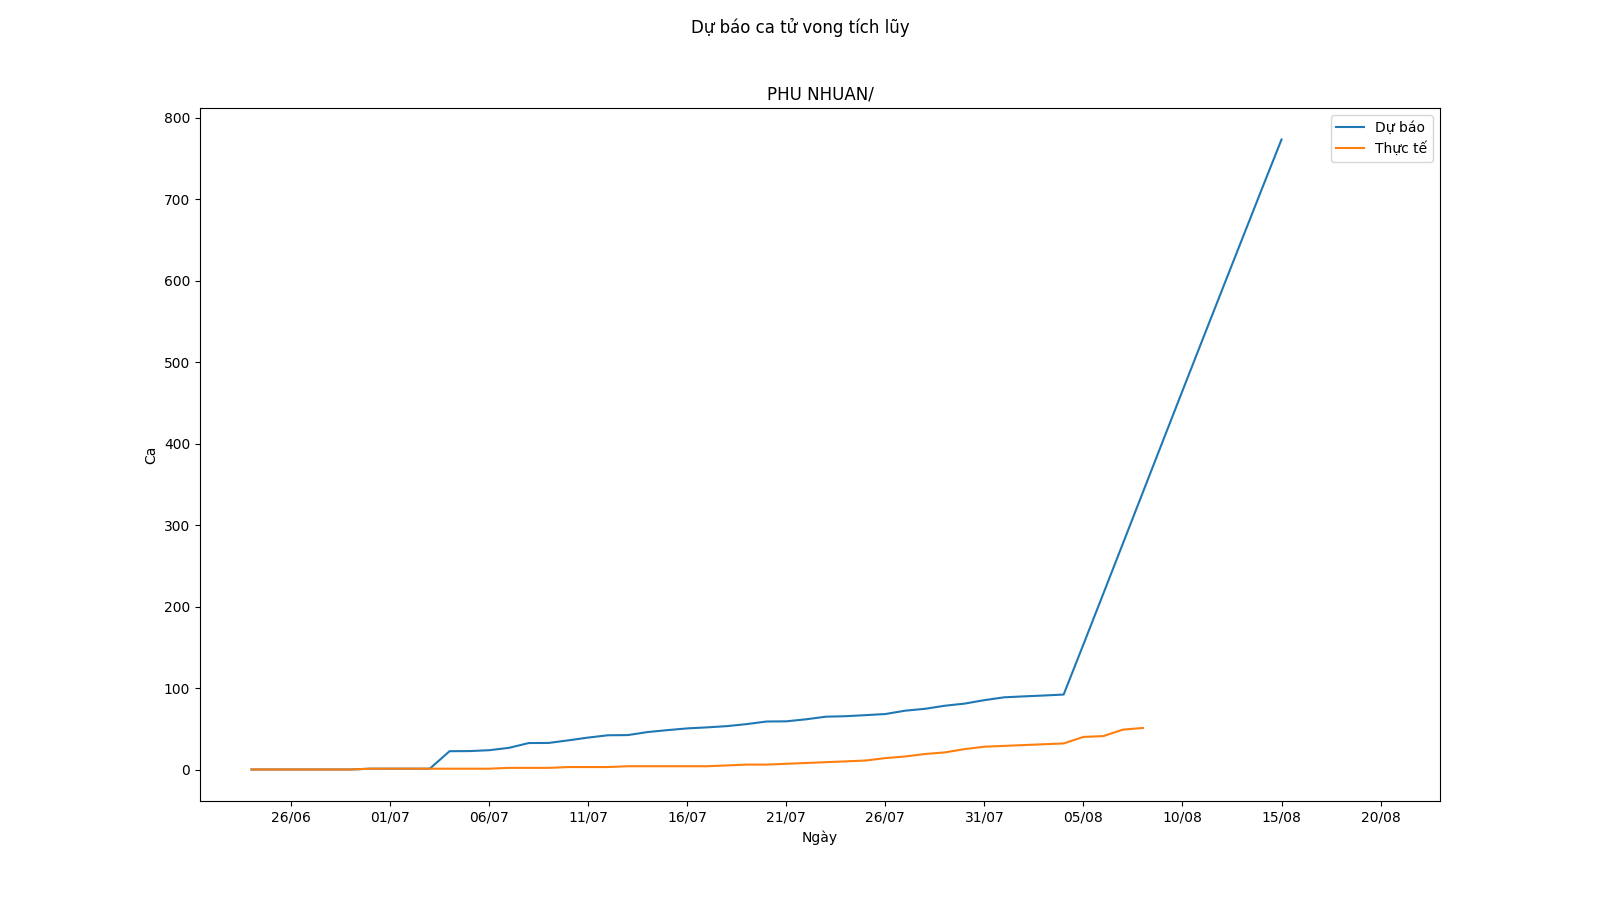 Dự báo ca tử vong tích lũy
PHU NHUAN/
800
700
600
500
400
300
200
100
0
Ca
Dự báo
Thực tế
26/06 01/07 06/07 11/07 16/07 21/07 26/07 31/07 05/08 10/08 15/08 20/08
Ngày